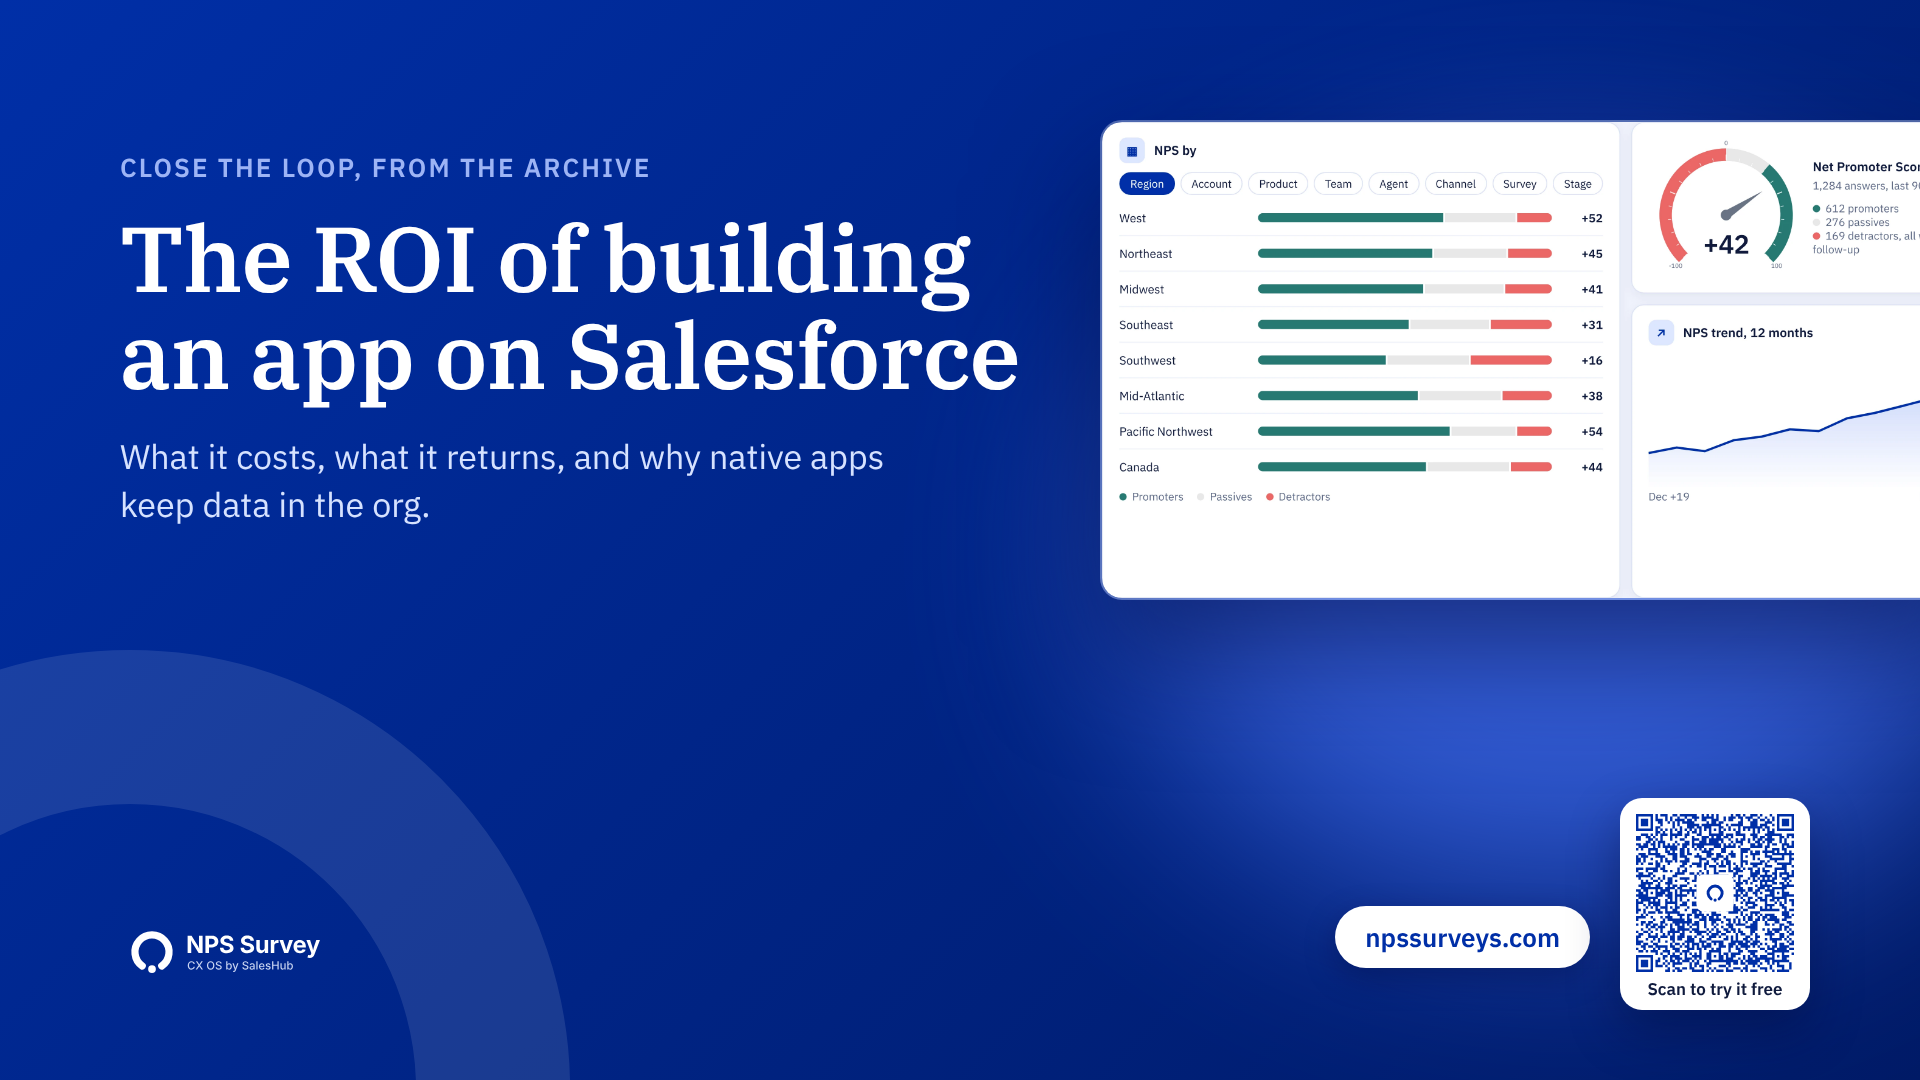 CLOSE THE LOOP, FROM THE ARCHIVE
The ROI of building
an app on Salesforce
What it costs, what it returns, and why native apps
keep data in the org.
NPS by
Region Account Product Team Agent Channel Survey Stage
West +52
Northeast +45
Midwest +41
Southeast +31
Southwest +16
Mid-Atlantic +38
Pacific Northwest +54
Canada +44
Promoters Passives Detractors
0
-100
100
+42
Net Promoter Scor
1,284 answers, last 90
612 promoters
276 passives
169 detractors, all
follow-up
NPS trend, 12 months
Dec +19
NPS Survey
CX OS by SalesHub
npssurveys.com
Scan to try it free